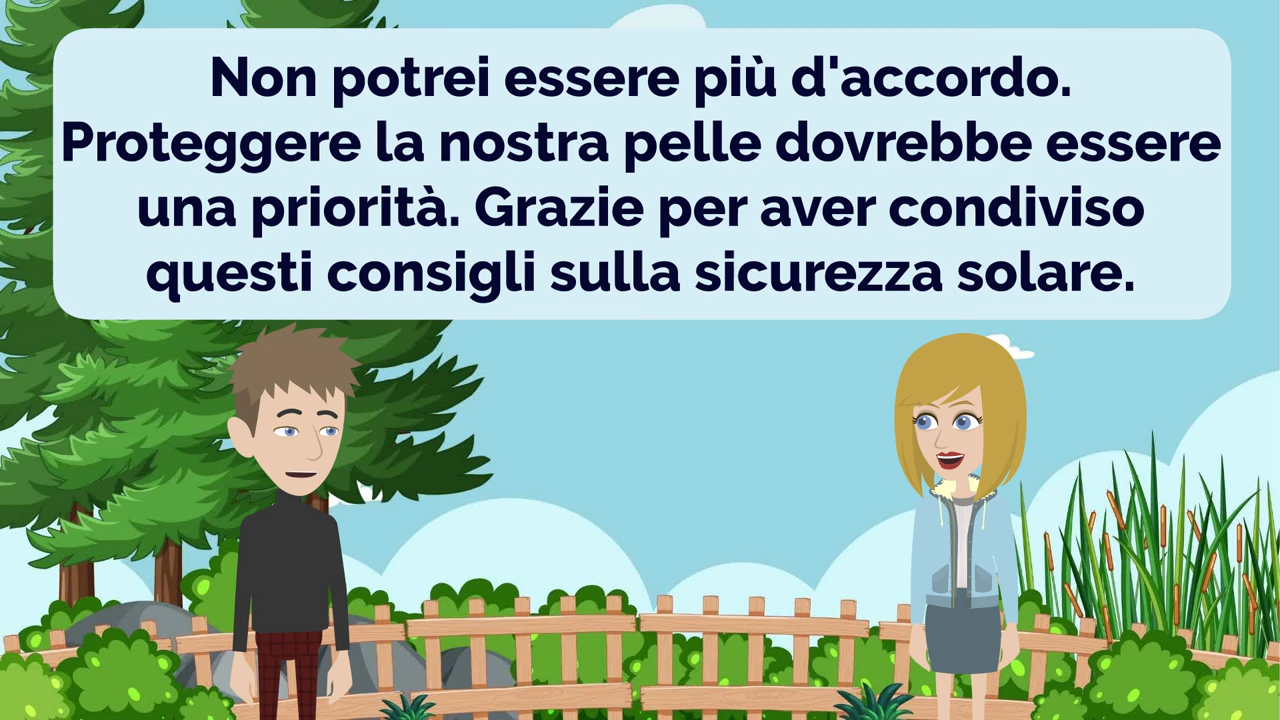 Non potrei essere più d'accordo.
Proteggere la nostra pelle dovrebbe essere
una priorità. Grazie per aver condiviso
questi consigli sulla sicurezza solare.